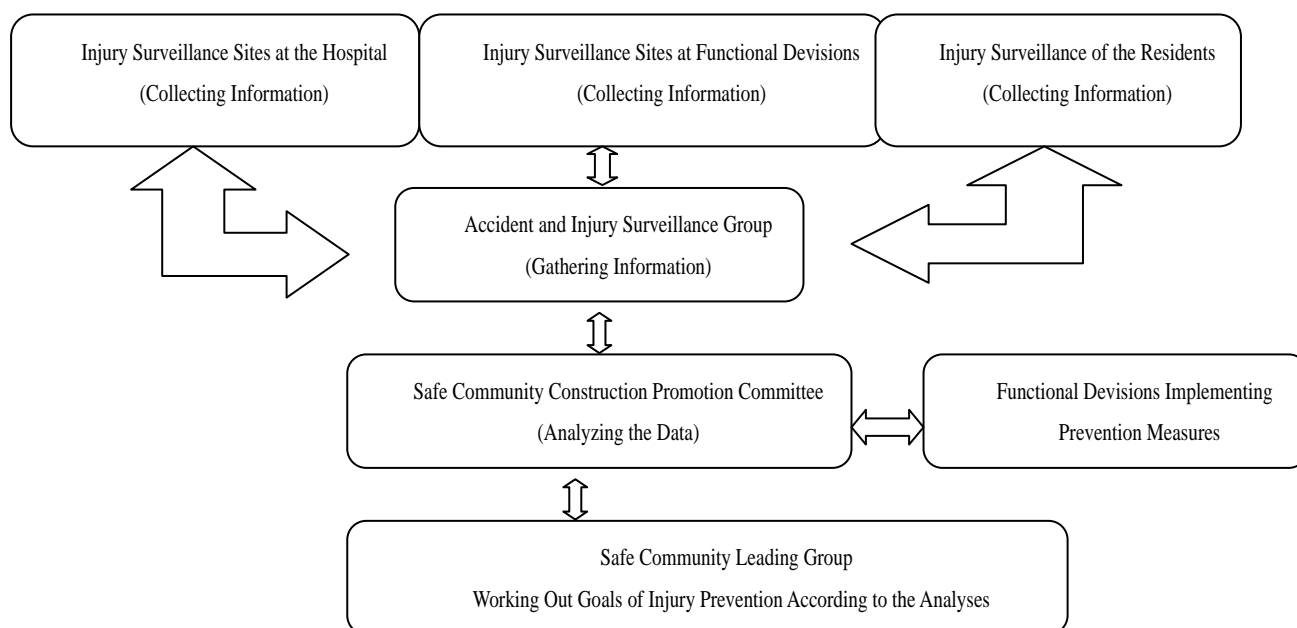 Injury Surveillance Sites at the Hospital
(Collecting Information)
Injury Surveillance Sites at Functional Devisions
(Collecting Information)
Injury Surveillance of the Residents
(Collecting Information)
Accident and Injury Surveillance Group
(Gathering Information)
Safe Community Construction Promotion Committee
(Analyzing the Data)
Functional Devisions Implementing
Prevention Measures
Safe Community Leading Group
Working Out Goals of Injury Prevention According to the Analyses